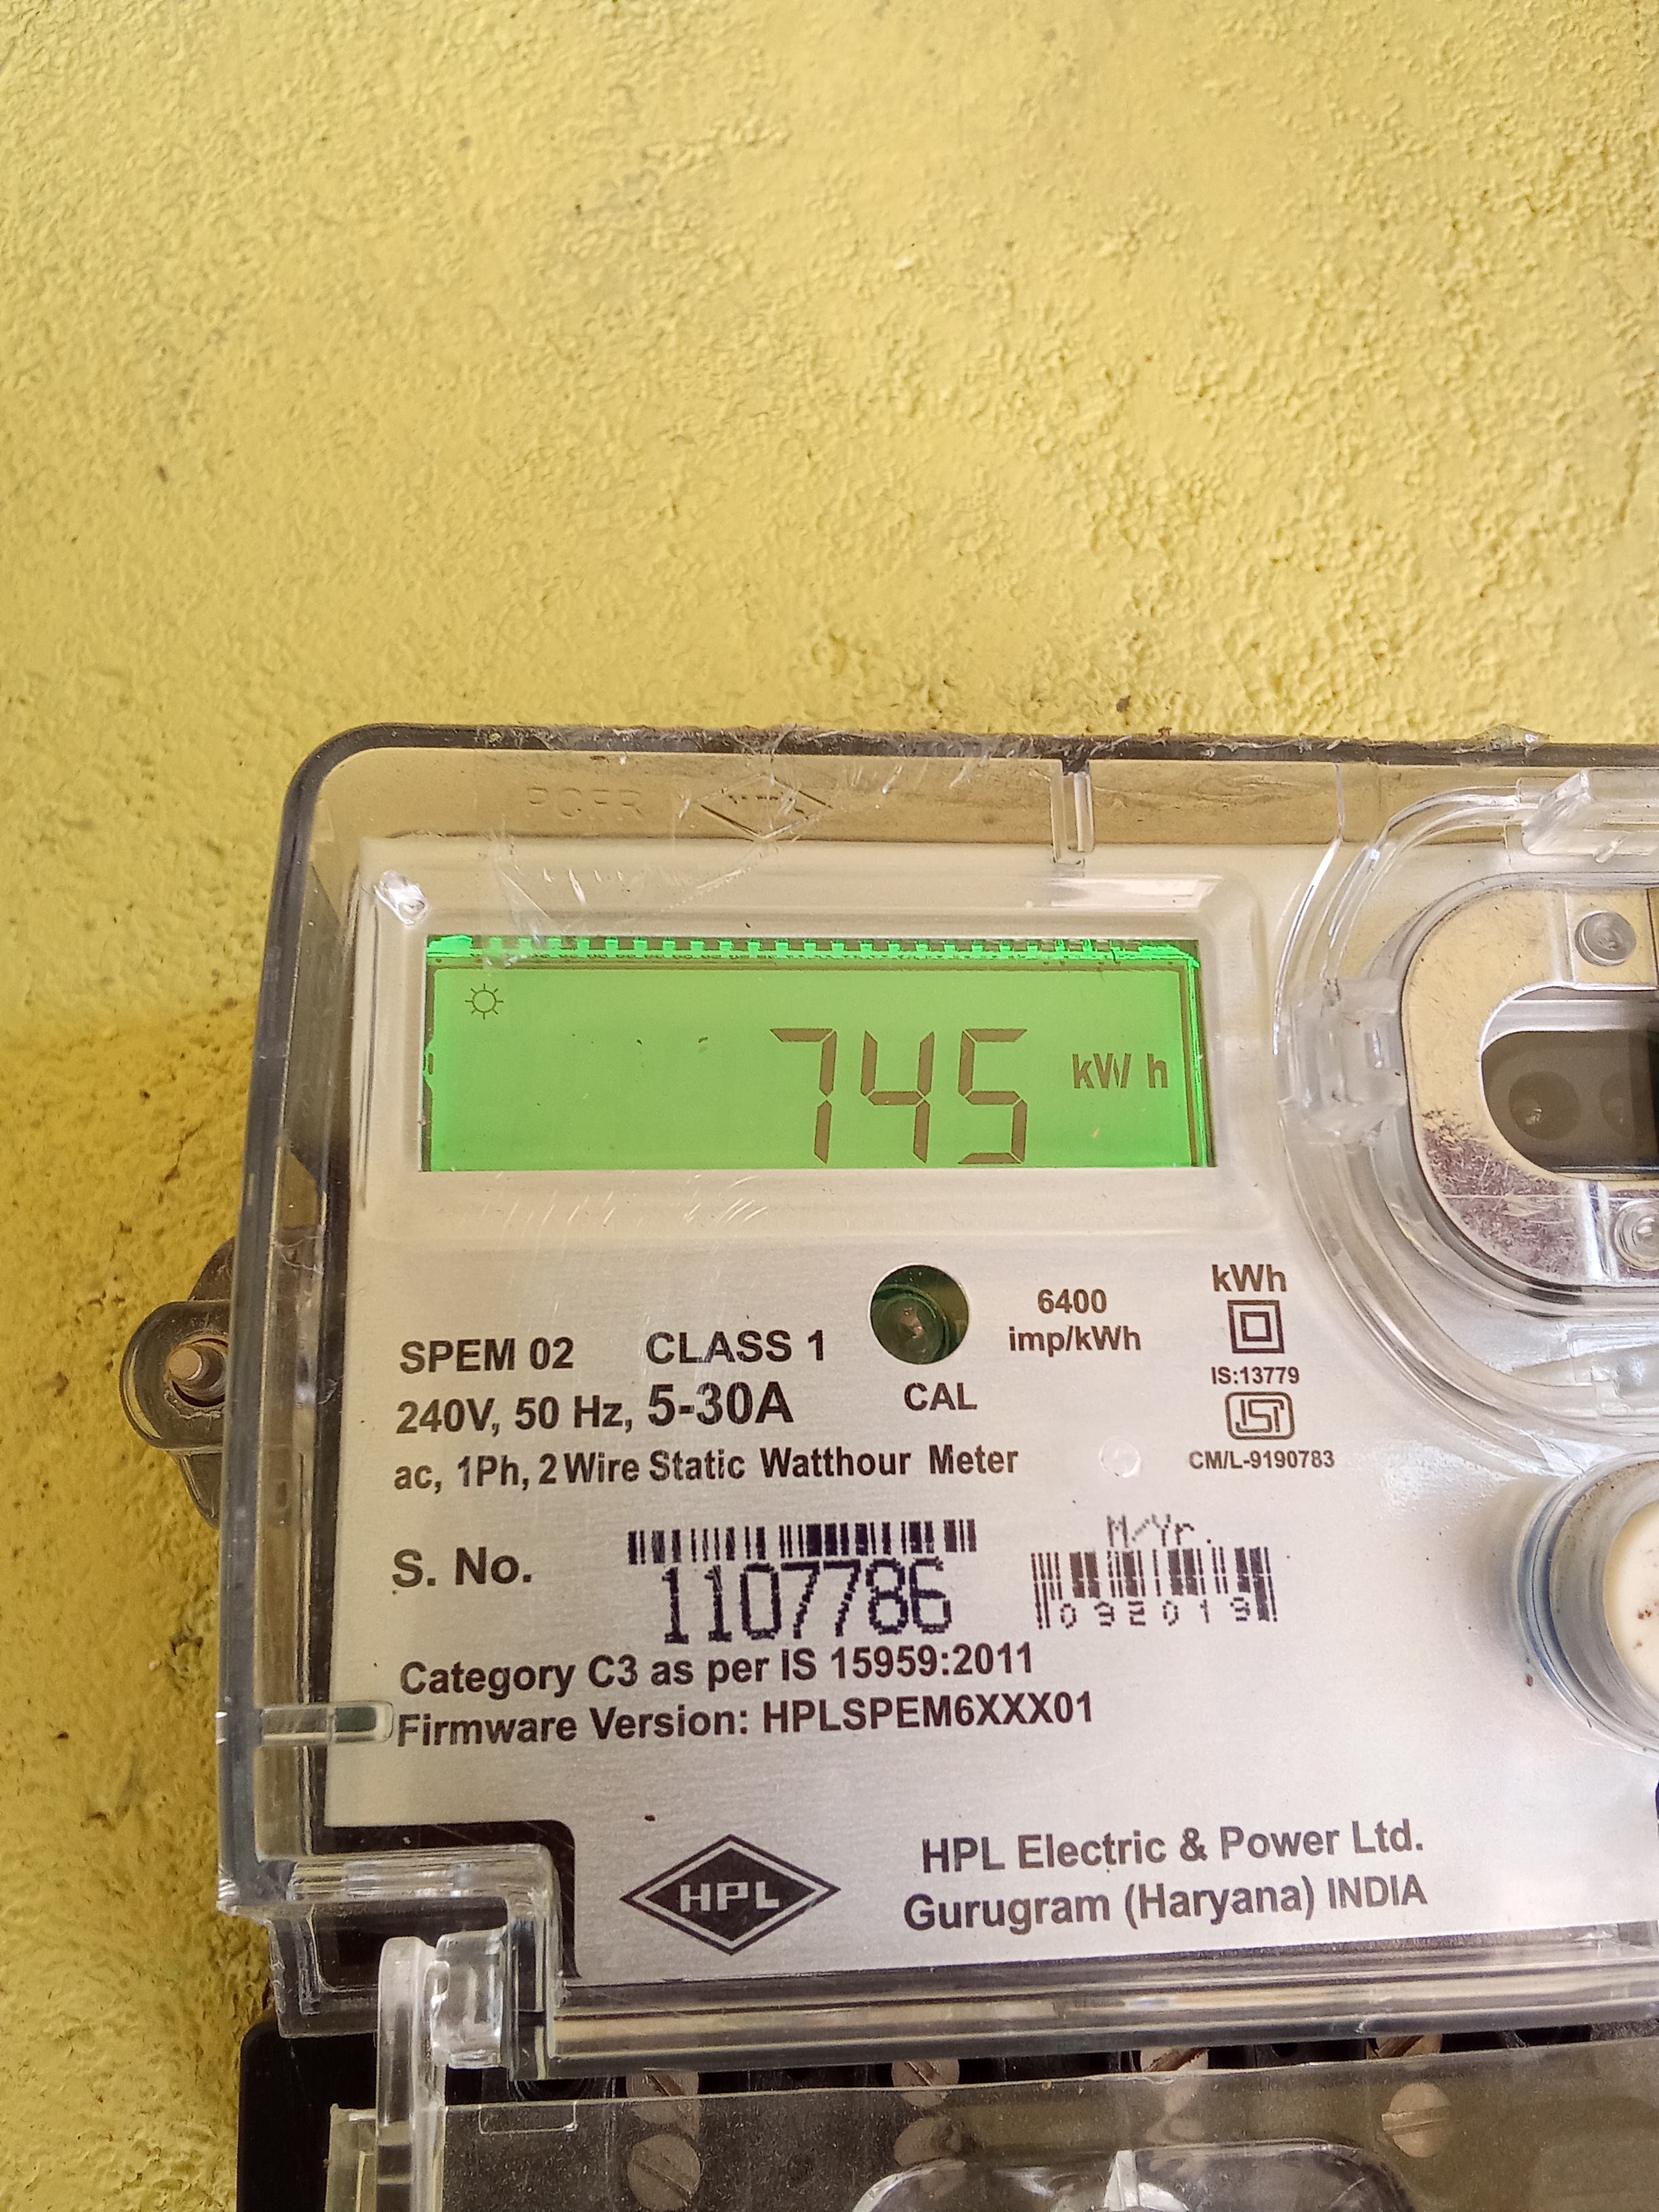 745 kWh
kWh
6400
imp/kWh
SPEM 02 CLASS 1
IS:13779
240V, 50 Hz, 5-30A
CAL
ISI
ac, 1Ph, 2 Wire Static Watthour Meter
CM/L-9190783
M/Yr.
S. No.
1107786
092019
Category C3 as per IS 15959:2011
Firmware Version: HPLSPEM6XXX01
HPL
HPL Electric & Power Ltd.
Gurugram (Haryana) INDIA